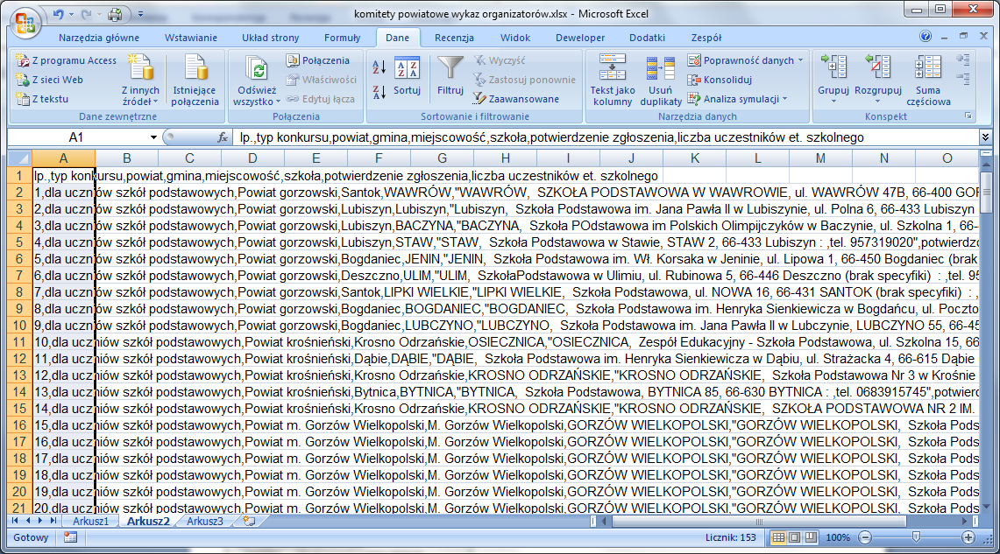 komitety powiatowe wykaz organizatorów.xlsx - Microsoft Excel
Narzędzia główne Wstawianie Układ strony Formuły Dane Recenzja Widok Deweloper Dodatki Zespół
Z programu Access
Z sieci Web
Z tekstu
Z innych źródeł
Istniejące połączenia
Dane zewnętrzne
Odśwież wszystko
Połączenia
Właściwości
Edytuj łącza
Połączenia
Sortuj
Filtruj
Wyczyść
Zastosuj ponownie
Zaawansowane
Sortowanie i filtrowanie
Tekst jako kolumny
Usuń duplikaty
Poprawność danych
Konsoliduj
Analiza symulacji
Narzędzia danych
Grupuj
Rozgrupuj
Suma częściowa
Konspekt
A1 fx lp.,typ konkursu,powiat,gmina,miejscowość,szkoła,potwierdzenie zgłoszenia,liczba uczestników et. szkolnego
A B C D E F G H I J K L M N O
1 lp.,typ konkursu,powiat,gmina,miejscowość,szkoła,potwierdzenie zgłoszenia,liczba uczestników et. szkolnego
2 1,dla uczniów szkół podstawowych,Powiat gorzowski,Santok,WAWRÓW,"WAWRÓW,  SZKOŁA PODSTAWOWA W WAWROWIE, ul. WAWRÓW 47B, 66-400 GOR
3 2,dla uczniów szkół podstawowych,Powiat gorzowski,Lubiszyn,Lubiszyn,"Lubiszyn,  Szkoła Podstawowa im. Jana Pawła II w Lubiszynie, ul. Polna 6, 66-433 Lubiszyn
4 3,dla uczniów szkół podstawowych,Powiat gorzowski,Lubiszyn,BACZYNA,"BACZYNA,  Szkoła POdstawowa im Polskich Olimpijczyków w Baczynie, ul. Szkolna 1, 66-
5 4,dla uczniów szkół podstawowych,Powiat gorzowski,Lubiszyn,STAW,"STAW,  Szkoła Podstawowa w Stawie, STAW 2, 66-433 Lubiszyn : ,tel. 957319020",potwierdzo
6 5,dla uczniów szkół podstawowych,Powiat gorzowski,Bogdaniec,JENIN,"JENIN,  Szkoła Podstawowa im. Wł. Korsaka w Jeninie, ul. Lipowa 1, 66-450 Bogdaniec (brak
7 6,dla uczniów szkół podstawowych,Powiat gorzowski,Deszczno,ULIM,"ULIM,  SzkołaPodstawowa w Ulimiu, ul. Rubinowa 5, 66-446 Deszczno (brak specyfiki)  : ,tel. 95
8 7,dla uczniów szkół podstawowych,Powiat gorzowski,Santok,LIPKI WIELKIE,"LIPKI WIELKIE,  Szkoła Podstawowa, ul. NOWA 16, 66-431 SANTOK (brak specyfiki)  : ,
9 8,dla uczniów szkół podstawowych,Powiat gorzowski,Bogdaniec,BOGDANIEC,"BOGDANIEC,  Szkoła Podstawowa im. Henryka Sienkiewicza w Bogdańcu, ul. Poczto
10 9,dla uczniów szkół podstawowych,Powiat gorzowski,Bogdaniec,LUBCZYNO,"LUBCZYNO,  Szkoła Podstawowa im. Jana Pawła II w Lubczynie, LUBCZYNO 55, 66-45
11 10,dla uczniów szkół podstawowych,Powiat krośnieński,Krosno Odrzańskie,OSIECZNICA,"OSIECZNICA,  Zespół Edukacyjny - Szkoła Podstawowa, ul. Szkolna 15, 66
12 11,dla uczniów szkół podstawowych,Powiat krośnieński,Dąbie,DĄBIE,"DĄBIE,  Szkoła Podstawowa im. Henryka Sienkiewicza w Dąbiu, ul. Strażacka 4, 66-615 Dąbie
13 12,dla uczniów szkół podstawowych,Powiat krośnieński,Krosno Odrzańskie,KROSNO ODRZAŃSKIE,"KROSNO ODRZAŃSKIE,  Szkoła Podstawowa Nr 3 w Krośnie
14 13,dla uczniów szkół podstawowych,Powiat krośnieński,Bytnica,BYTNICA,"BYTNICA,  Szkoła Podstawowa, BYTNICA 85, 66-630 BYTNICA : ,tel. 0683915745",potwierd
15 14,dla uczniów szkół podstawowych,Powiat krośnieński,Krosno Odrzańskie,KROSNO ODRZAŃSKIE,"KROSNO ODRZAŃSKIE,  SZKOŁA PODSTAWOWA NR 2 IM.
16 15,dla uczniów szkół podstawowych,Powiat m. Gorzów Wielkopolski,M. Gorzów Wielkopolski,GORZÓW WIELKOPOLSKI,"GORZÓW WIELKOPOLSKI,  Szkoła Pods
17 16,dla uczniów szkół podstawowych,Powiat m. Gorzów Wielkopolski,M. Gorzów Wielkopolski,GORZÓW WIELKOPOLSKI,"GORZÓW WIELKOPOLSKI,  Szkoła Pods
18 17,dla uczniów szkół podstawowych,Powiat m. Gorzów Wielkopolski,M. Gorzów Wielkopolski,GORZÓW WIELKOPOLSKI,"GORZÓW WIELKOPOLSKI,  Szkoła Pods
19 18,dla uczniów szkół podstawowych,Powiat m. Gorzów Wielkopolski,M. Gorzów Wielkopolski,GORZÓW WIELKOPOLSKI,"GORZÓW WIELKOPOLSKI,  Szkoła Pods
20 19,dla uczniów szkół podstawowych,Powiat m. Gorzów Wielkopolski,M. Gorzów Wielkopolski,GORZÓW WIELKOPOLSKI,"GORZÓW WIELKOPOLSKI,  Szkoła Pods
21 20,dla uczniów szkół podstawowych,Powiat m. Gorzów Wielkopolski,M. Gorzów Wielkopolski,GORZÓW WIELKOPOLSKI,"GORZÓW WIELKOPOLSKI,  Szkoła Pods
Arkusz1 Arkusz2 Arkusz3
Gotowy Licznik: 153 100%